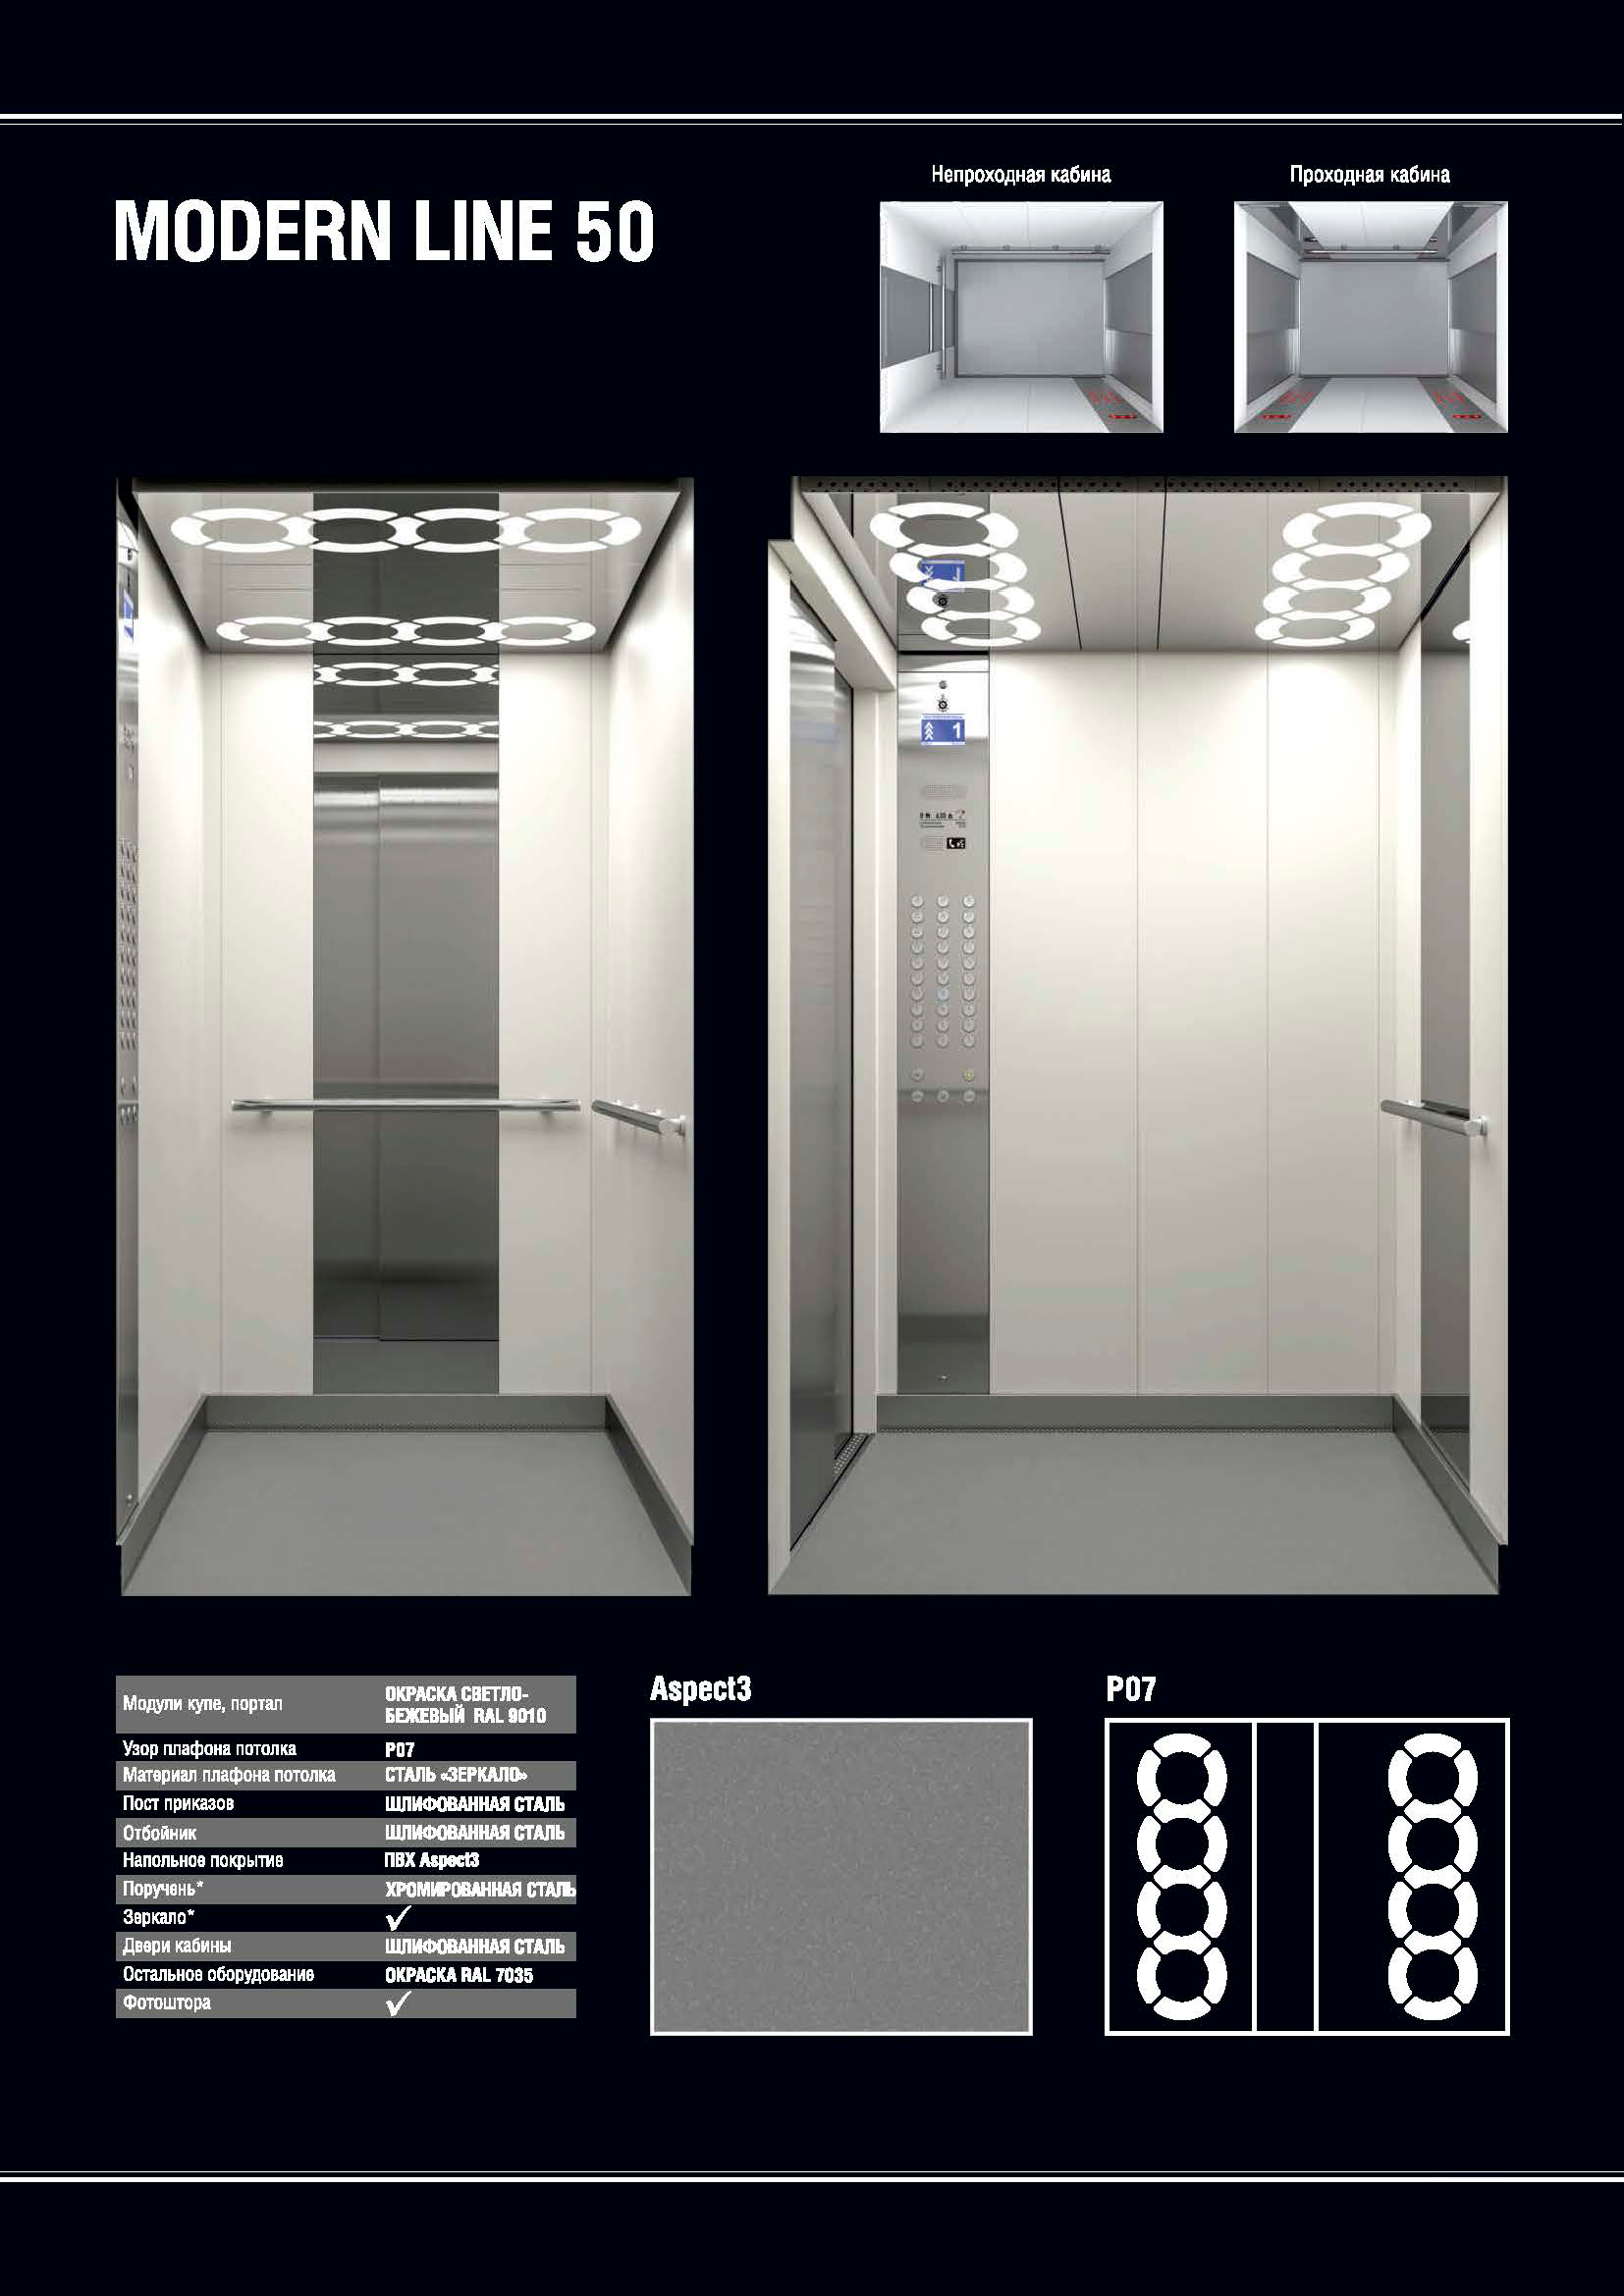 Непроходная кабина
Проходная кабина
MODERN LINE 50
1
Модули купе, портал
ОКРАСКА СВЕТЛО-
БЕЖЕВЫЙ RAL 9010
Узор плафона потолка P07
Материал плафона потолка СТАЛЬ «ЗЕРКАЛО»
Пост приказов ШЛИФОВАННАЯ СТАЛЬ
Отбойник ШЛИФОВАННАЯ СТАЛЬ
Напольное покрытие ПВХ Aspect3
Поручень* ХРОМИРОВАННАЯ СТАЛЬ
Зеркало* ✓
Двери кабины ШЛИФОВАННАЯ СТАЛЬ
Остальное оборудование ОКРАСКА RAL 7035
Фотоштора ✓
Aspect3
P07